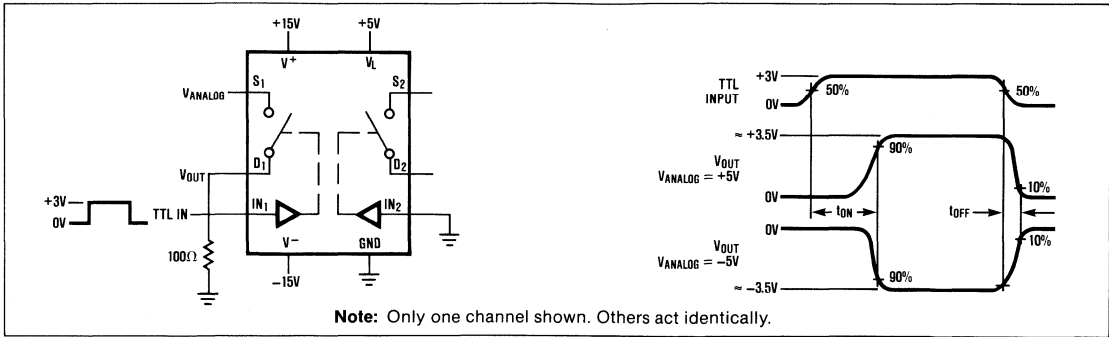 +15V
+5V
V+
VL
S1
S2
VANALOG
D1
D2
VOUT
+3V
0V
TTL IN
IN1
IN2
100Ω
V−
GND
−15V
TTL INPUT
+3V
0V
50%
50%
≈ +3.5V
90%
VOUT
VANALOG = +5V
10%
0V
tON
tOFF
0V
10%
VOUT
VANALOG = −5V
90%
≈ −3.5V
Note: Only one channel shown. Others act identically.